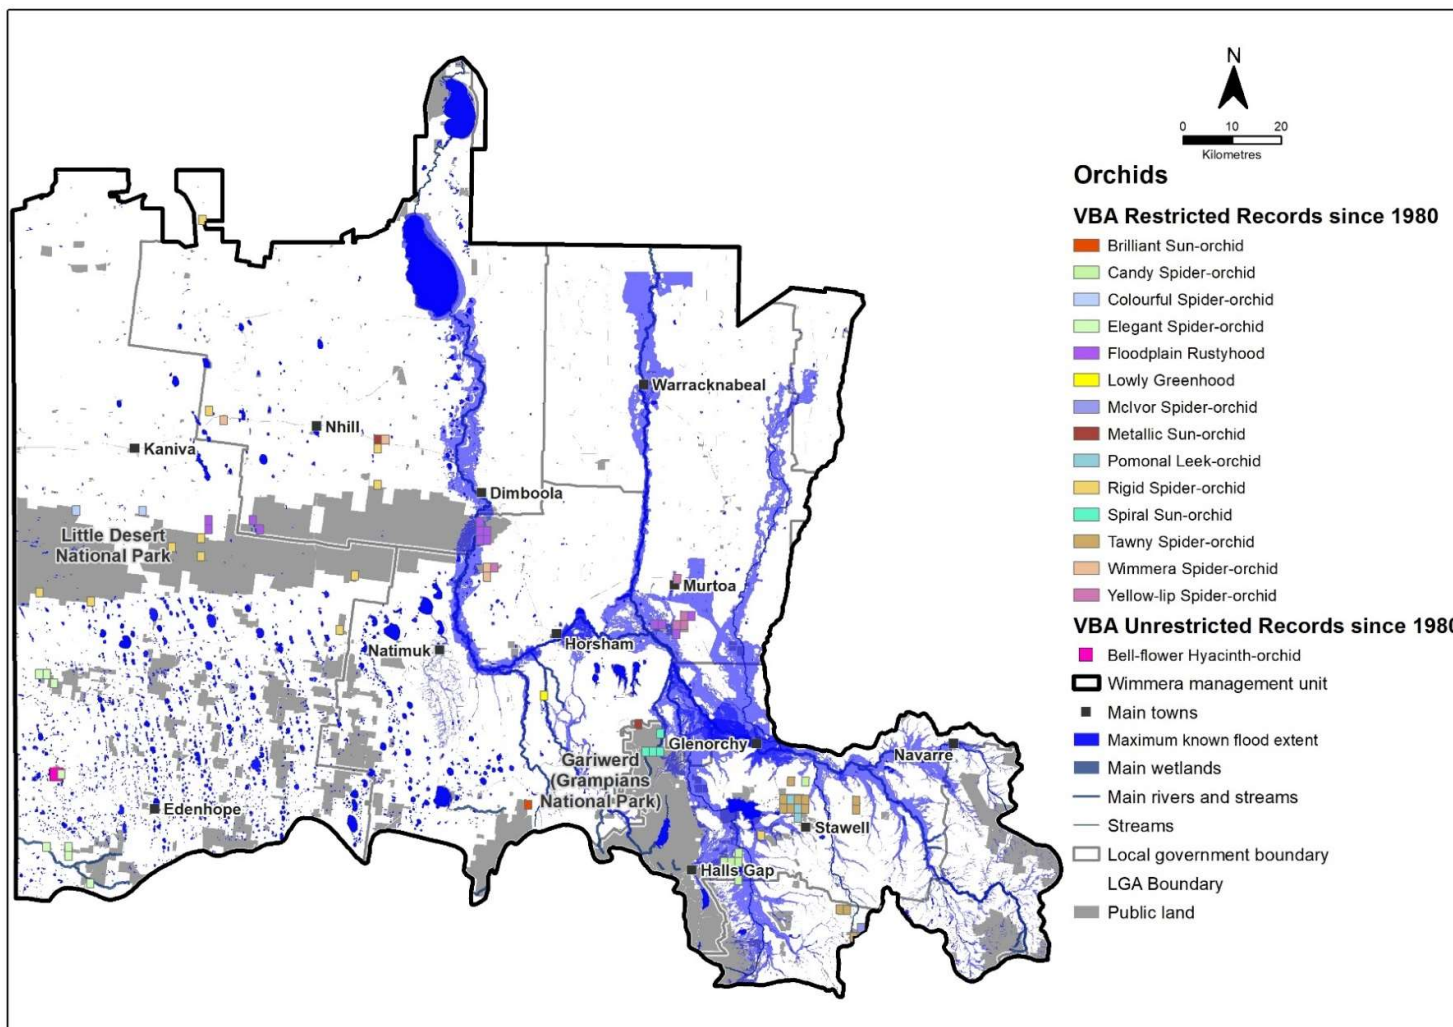 N
0 10 20
Kilometres
Orchids
VBA Restricted Records since 1980
Brilliant Sun-orchid
Candy Spider-orchid
Colourful Spider-orchid
Elegant Spider-orchid
Floodplain Rustyhood
Lowly Greenhood
McIvor Spider-orchid
Metallic Sun-orchid
Pomonal Leek-orchid
Rigid Spider-orchid
Spiral Sun-orchid
Tawny Spider-orchid
Wimmera Spider-orchid
Yellow-lip Spider-orchid
VBA Unrestricted Records since 1980
Bell-flower Hyacinth-orchid
Wimmera management unit
Main towns
Maximum known flood extent
Main wetlands
Main rivers and streams
Streams
Local government boundary
LGA Boundary
Public land
Warracknabeal
Nhill
Kaniva
Dimboola
Little Desert
National Park
Murtoa
Horsham
Natimuk
Glenorchy
Navarre
Gariwerd
(Grampians
National Park)
Edenhope
Stawell
Halls Gap